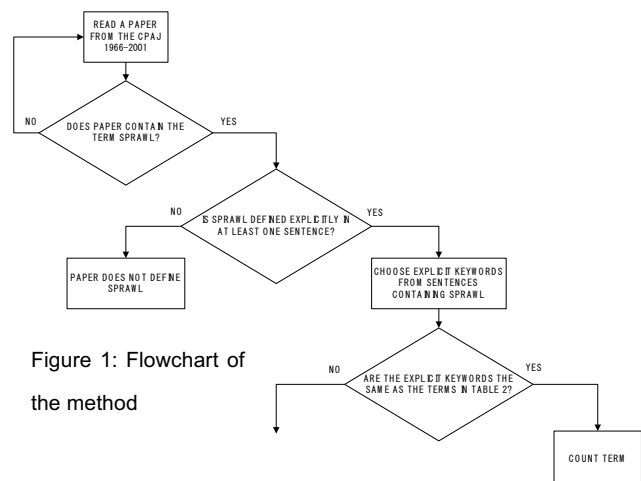 READ A PAPER
FROM THE CPAJ
1966-2001
NO
DOES PAPER CONTAIN THE
TERM SPRAWL?
YES
NO
IS SPRAWL DEFINED EXPLICITLY IN
AT LEAST ONE SENTENCE?
YES
PAPER DOES NOT DEFINE
SPRAWL
CHOOSE EXPLICIT KEYWORDS
FROM SENTENCES
CONTAINING SPRAWL
Figure 1: Flowchart of
the method
NO
ARE THE EXPLICIT KEYWORDS THE
SAME AS THE TERMS IN TABLE 2?
YES
COUNT TERM